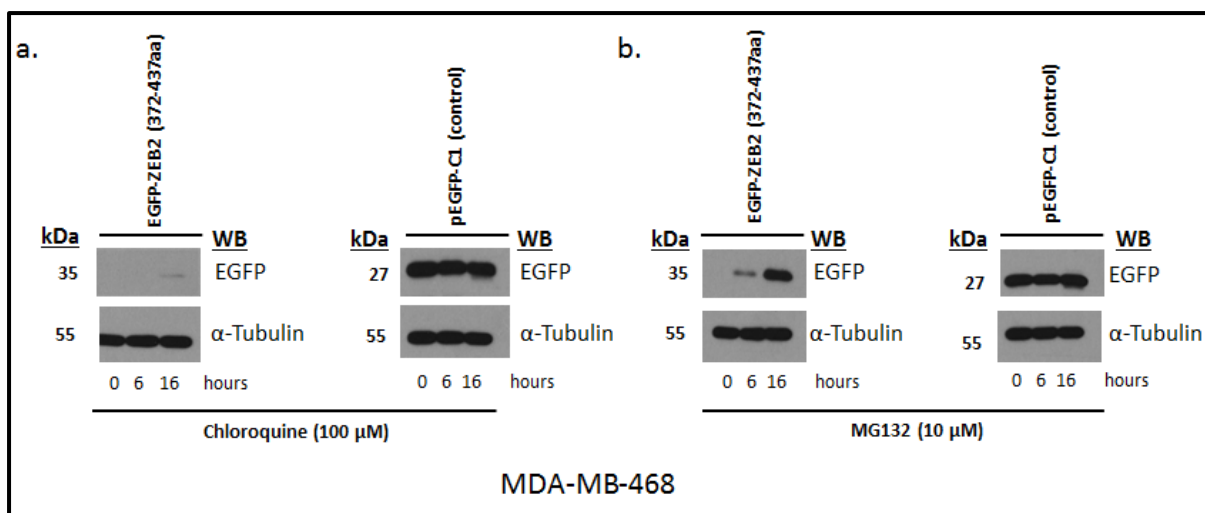 a.
EGFP-ZEB2 (372-437aa)
pEGFP-C1 (control)
kDa WB
35 EGFP
55 α-Tubulin
0 6 16 hours
kDa WB
27 EGFP
55 α-Tubulin
0 6 16 hours
Chloroquine (100 µM)
b.
EGFP-ZEB2 (372-437aa)
pEGFP-C1 (control)
kDa WB
35 EGFP
55 α-Tubulin
0 6 16 hours
kDa WB
27 EGFP
55 α-Tubulin
0 6 16 hours
MG132 (10 µM)
MDA-MB-468